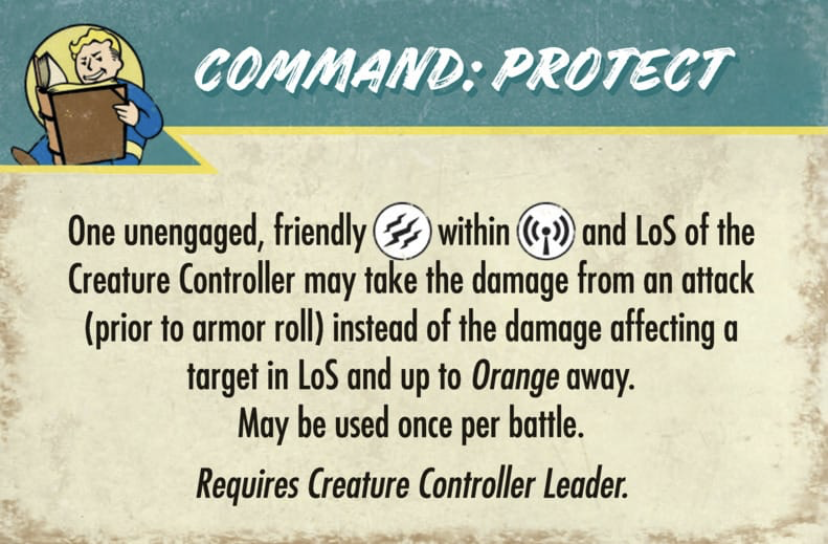 COMMAND: PROTECT
One unengaged, friendly within and LoS of the
Creature Controller may take the damage from an attack
(prior to armor roll) instead of the damage affecting a
target in LoS and up to Orange away.
May be used once per battle.
Requires Creature Controller Leader.